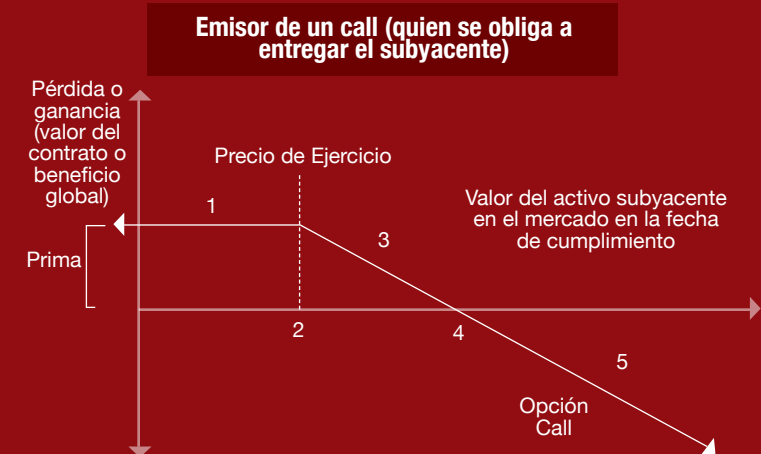 Emisor de un call (quien se obliga a
entregar el subyacente)
Pérdida o
ganancia
(valor del
contrato o
beneficio
global)
Precio de Ejercicio
Valor del activo subyacente
en el mercado en la fecha
de cumplimiento
1
3
Prima
2
4
5
Opción
Call